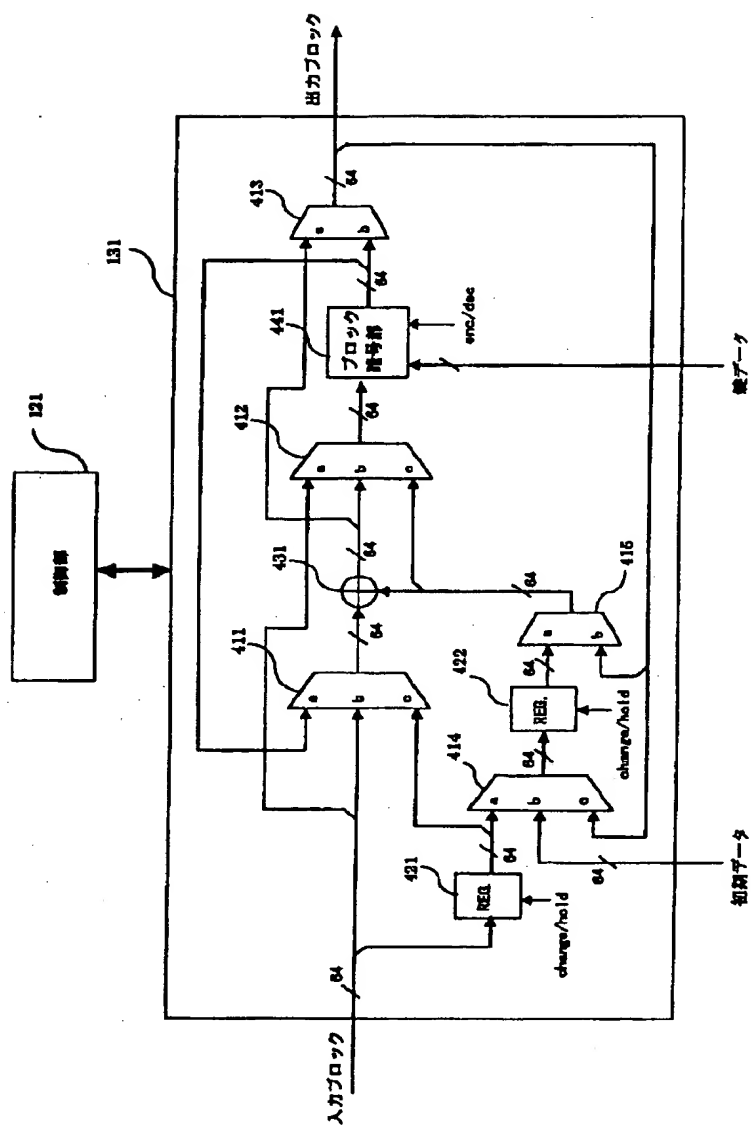 121
制御部
131
入力ブロック
64
421
REG.
change/hold
64
初期データ
64
411
a
b
c
64
431
64
414
a
b
c
64
422
REG.
change/hold
64
415
a
b
64
412
a
b
c
64
441
ブロック
暗号部
enc/dec
鍵データ
64
413
a
b
64
出力ブロック